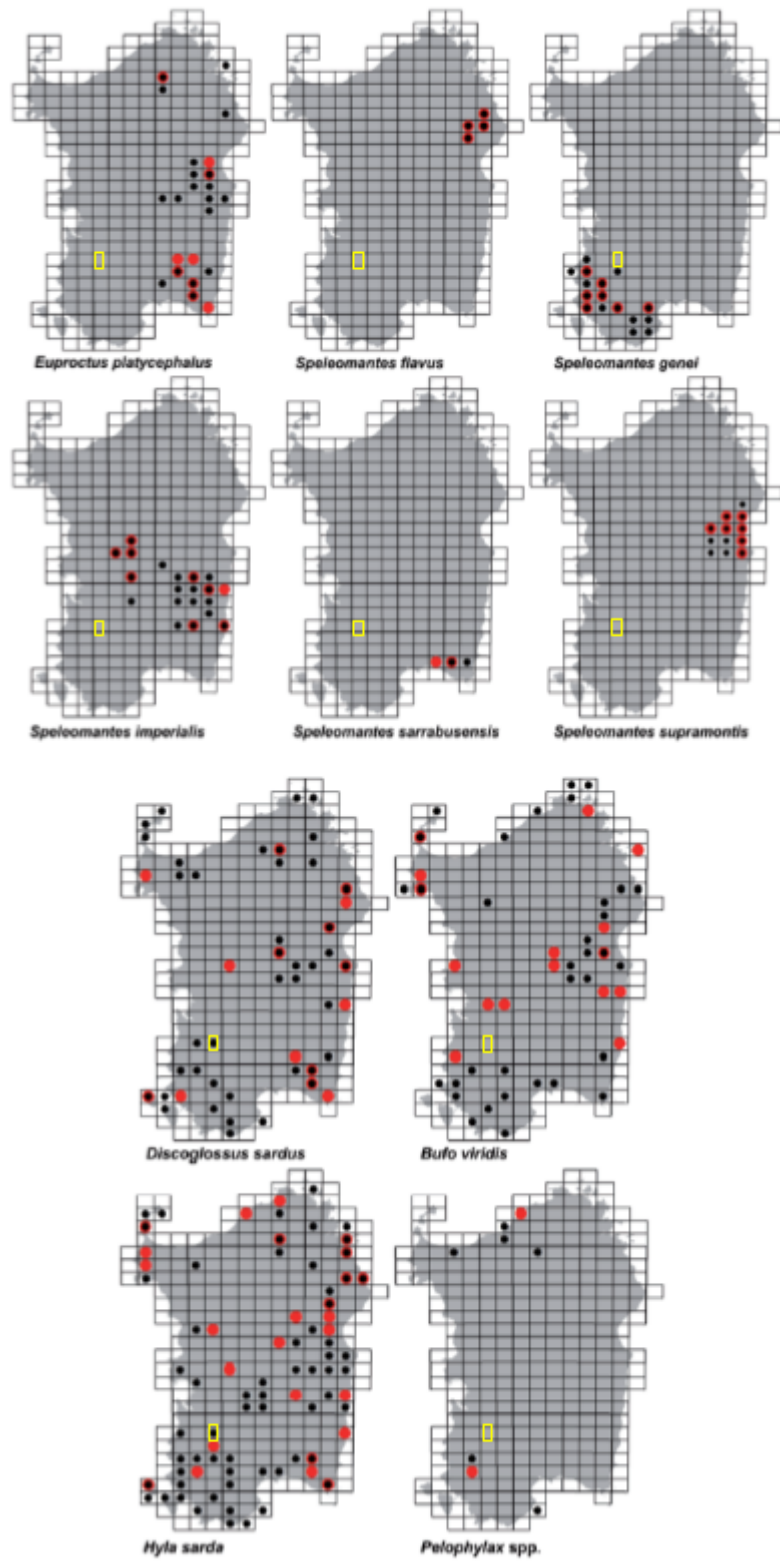 Euproctus platycephalus
Speleomantes flavus
Speleomantes genei
Speleomantes imperialis
Speleomantes sarrabusensis
Speleomantes supramontis
Discoglossus sardus
Bufo viridis
Hyla sarda
Pelophylax spp.